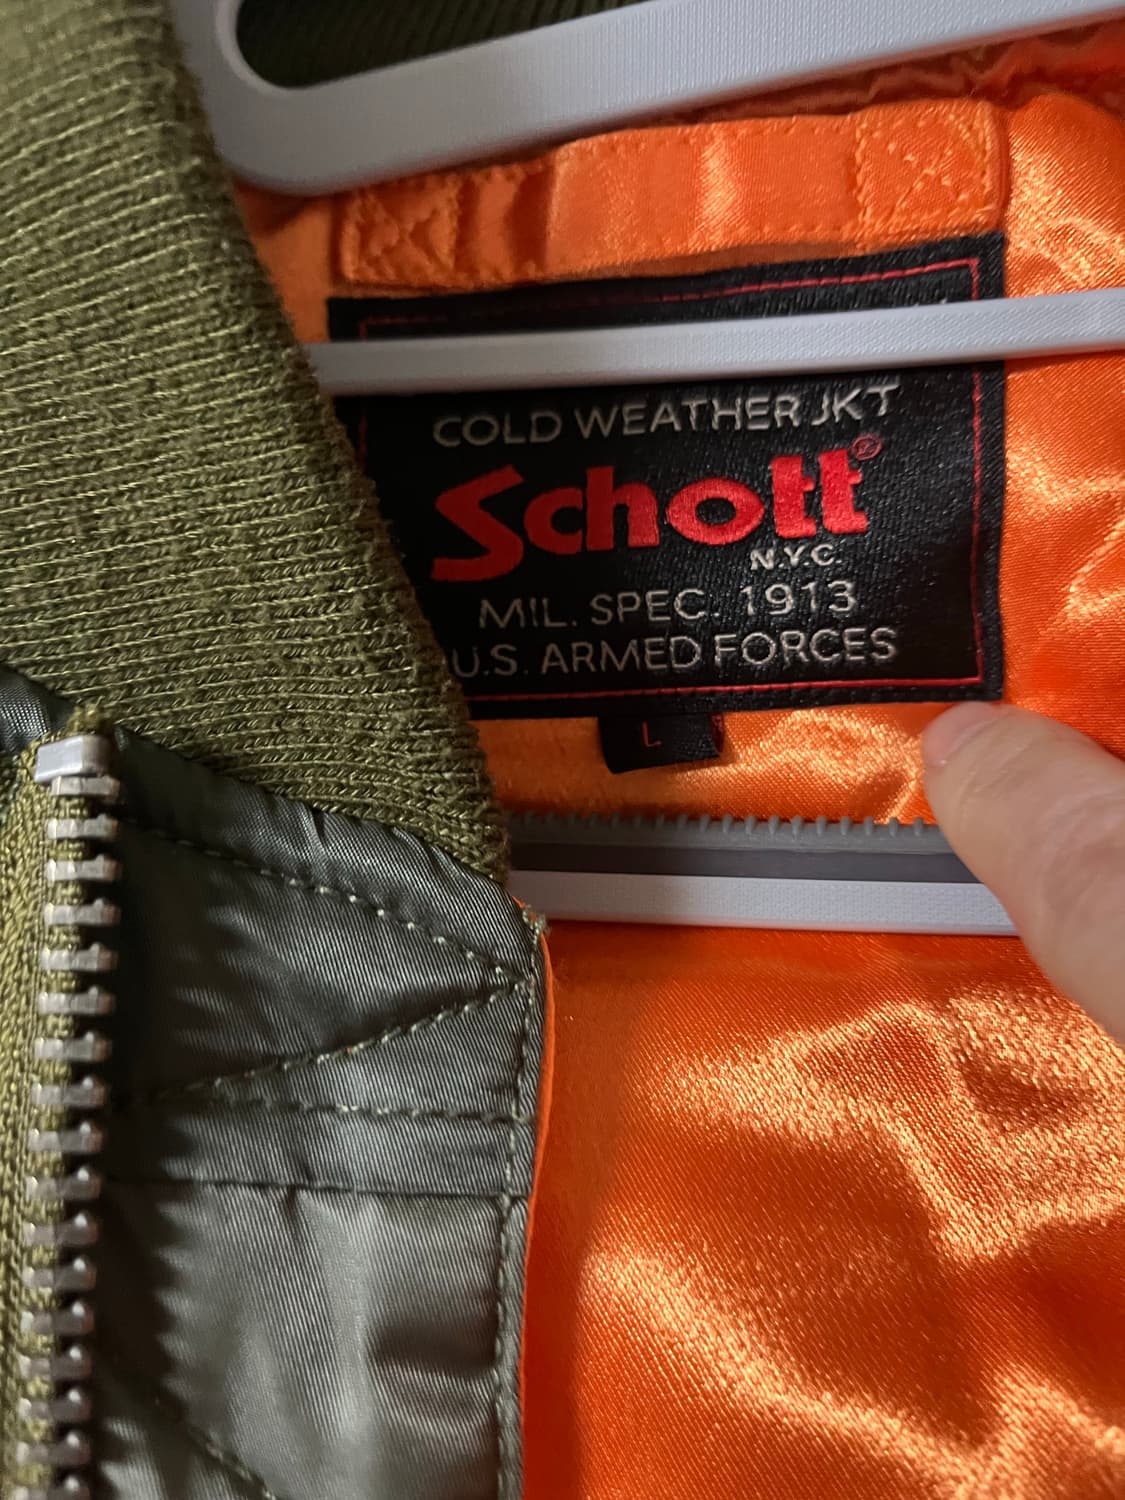 COLD WEATHER JKT
Schott®
N.Y.C.
MIL. SPEC. 1913
U.S. ARMED FORCES
L